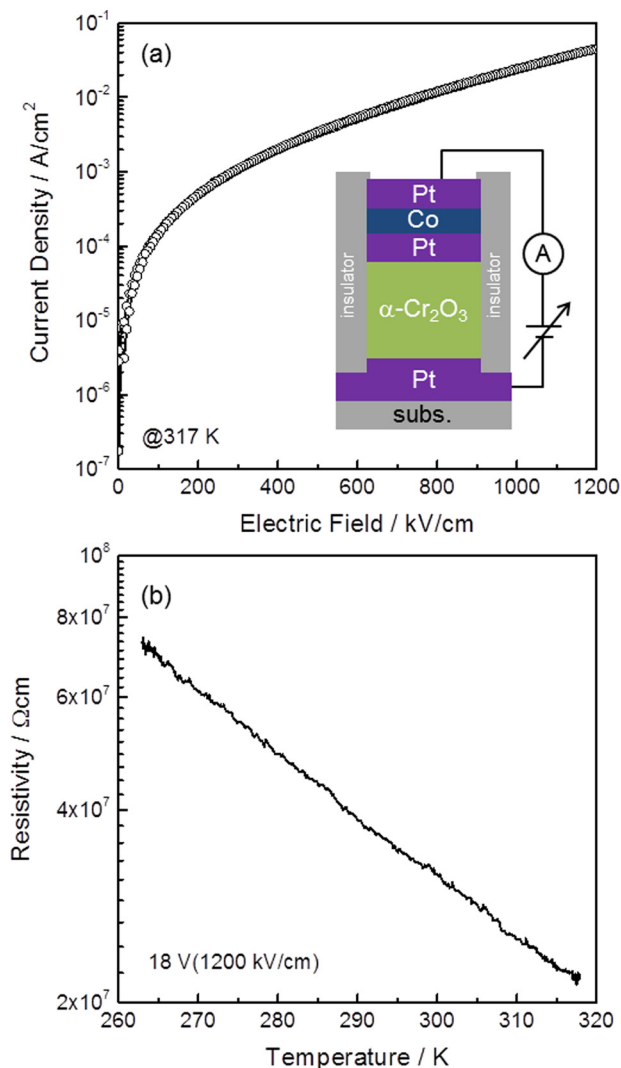 (a)
10⁻¹
10⁻²
10⁻³
10⁻⁴
10⁻⁵
10⁻⁶
10⁻⁷
Current Density / A/cm²
Pt
Co
Pt
α-Cr₂O₃
Pt
subs.
insulator
insulator
A
@317 K
0 200 400 600 800 1000 1200
Electric Field / kV/cm
(b)
10⁸
8x10⁷
6x10⁷
4x10⁷
2x10⁷
Resistivity / Ωcm
18 V(1200 kV/cm)
260 270 280 290 300 310 320
Temperature / K